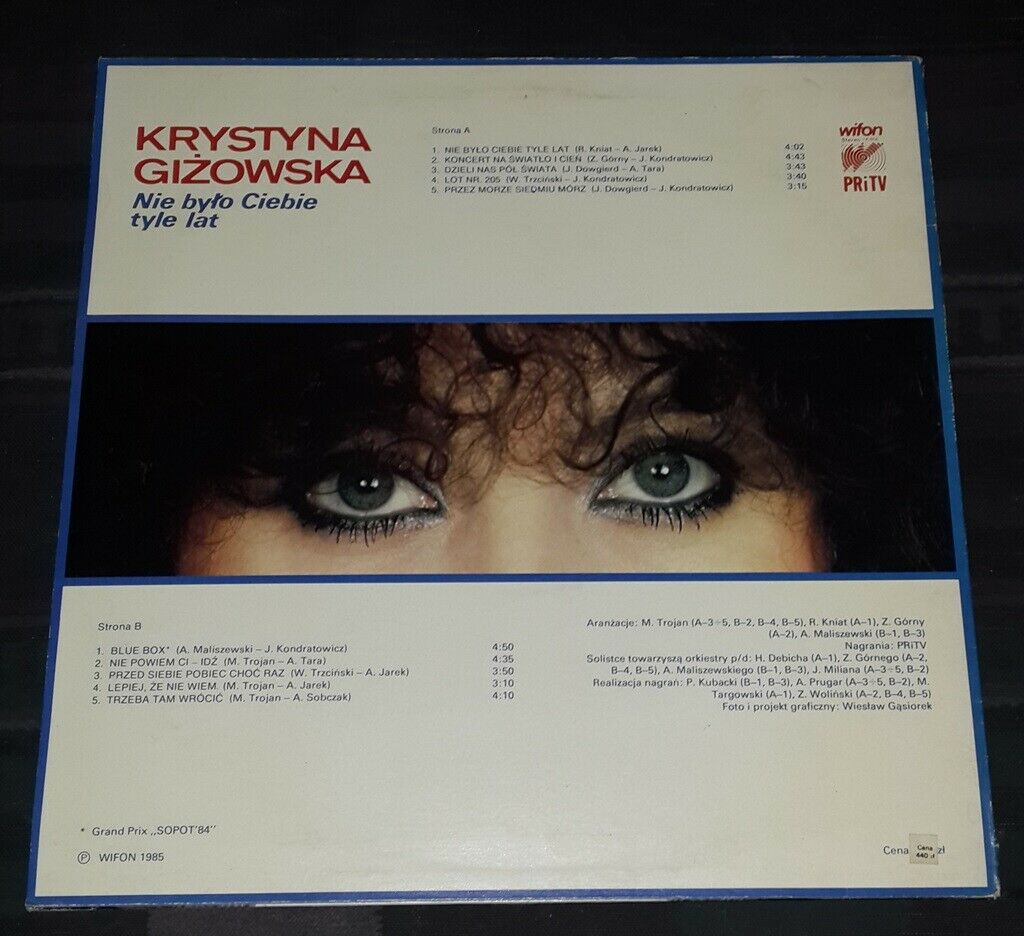 KRYSTYNA
GIŻOWSKA
Nie było Ciebie
tyle lat
Strona A
1. NIE BYŁO CIEBIE TYLE LAT (R. Kniat – A. Jarek) 4:02
2. KONCERT NA ŚWIATŁO I CIEŃ (Z. Górny – J. Kondratowicz) 4:43
3. DZIELI NAS PÓŁ ŚWIATA (J. Dowgierd – A. Tara) 3:43
4. LOT NR. 205 (W. Trzciński – J. Kondratowicz) 3:40
5. PRZEZ MORZE SIEDMIU MÓRZ (J. Dowgierd – J. Kondratowicz) 3:15
wifon
PRiTV
Strona B
1. BLUE BOX* (A. Maliszewski – J. Kondratowicz) 4:50
2. NIE POWIEM CI – IDŹ (M. Trojan – A. Tara) 4:35
3. PRZED SIEBIE POBIEC CHOĆ RAZ (W. Trzciński – A. Jarek) 3:50
4. LEPIEJ, ŻE NIE WIEM (M. Trojan – A. Jarek) 3:10
5. TRZEBA TAM WRÓCIĆ (M. Trojan – A. Sobczak) 4:10
Aranżacje: M. Trojan (A–3÷5, B–2, B–4, B–5), R. Kniat (A–1), Z. Górny
(A–2), A. Maliszewski (B–1, B–3)
Nagrania: PRiTV
Solistce towarzyszą orkiestry p/d: H. Debicha (A–1), Z. Górnego (A–2,
B–4, B–5), A. Maliszewskiego (B–1, B–3), J. Miliana (A–3÷5, B–2)
Realizacja nagrań: P. Kubacki (B–1, B–3), A. Prugar (A–3÷5, B–2), M.
Targowski (A–1), Z. Woliński (A–2, B–4, B–5)
Foto i projekt graficzny: Wiesław Gąsiorek
* Grand Prix ,,SOPOT'84"
Ⓟ WIFON 1985
Cena zł
Cena
440 zł